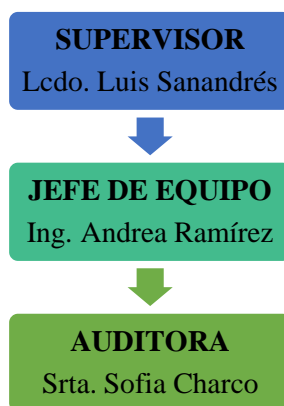 SUPERVISOR
Lcdo. Luis Sanandrés
JEFE DE EQUIPO
Ing. Andrea Ramírez
AUDITORA
Srta. Sofia Charco